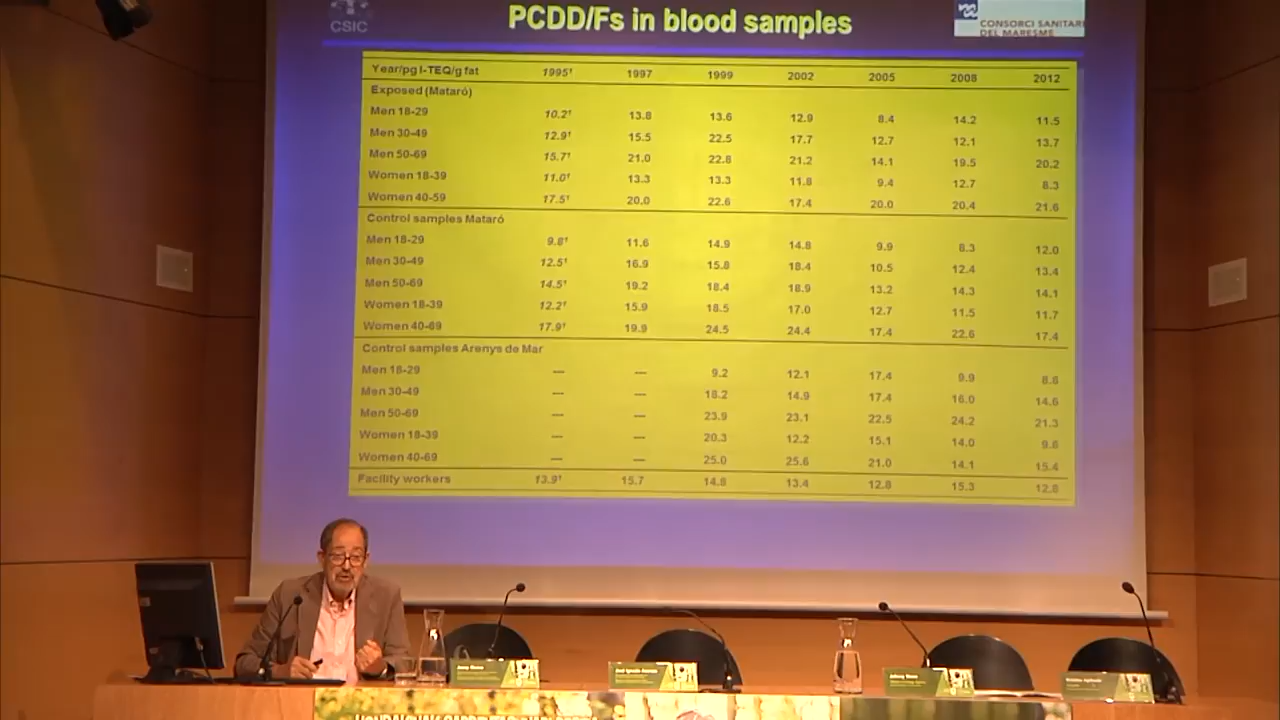 CSIC
PCDD/Fs in blood samples
CONSORCI SANITARI
DEL MARESME
Year/pg I-TEQ/g fat 1995† 1997 1999 2002 2005 2008 2012
Exposed (Mataró)
Men 18-29 10.2† 13.8 13.6 12.9 8.4 14.2 11.5
Men 30-49 12.9† 15.5 22.5 17.7 12.7 12.1 13.7
Men 50-69 15.7† 21.0 22.8 21.2 14.1 19.5 20.2
Women 18-39 11.0† 13.3 13.3 11.8 9.4 12.7 8.3
Women 40-59 17.5† 20.0 22.6 17.4 20.0 20.4 21.6
Control samples Mataró
Men 18-29 9.8† 11.6 14.9 14.8 9.9 8.3 12.0
Men 30-49 12.5† 16.9 15.8 18.4 10.5 12.4 13.4
Men 50-69 14.5† 19.2 18.4 18.9 13.2 14.3 14.1
Women 18-39 12.2† 15.9 18.5 17.0 12.7 11.5 11.7
Women 40-69 17.9† 19.9 24.5 24.4 17.4 22.6 17.4
Control samples Arenys de Mar
Men 18-29 --- --- 9.2 12.1 17.4 9.9 8.8
Men 30-49 --- --- 18.2 14.9 17.4 16.0 14.6
Men 50-69 --- --- 23.9 23.1 22.5 24.2 21.3
Women 18-39 --- --- 20.3 12.2 15.1 14.0 9.6
Women 40-69 --- --- 25.0 25.6 21.0 14.1 15.4
Facility workers 13.9† 15.7 14.8 13.4 12.8 15.3 12.8